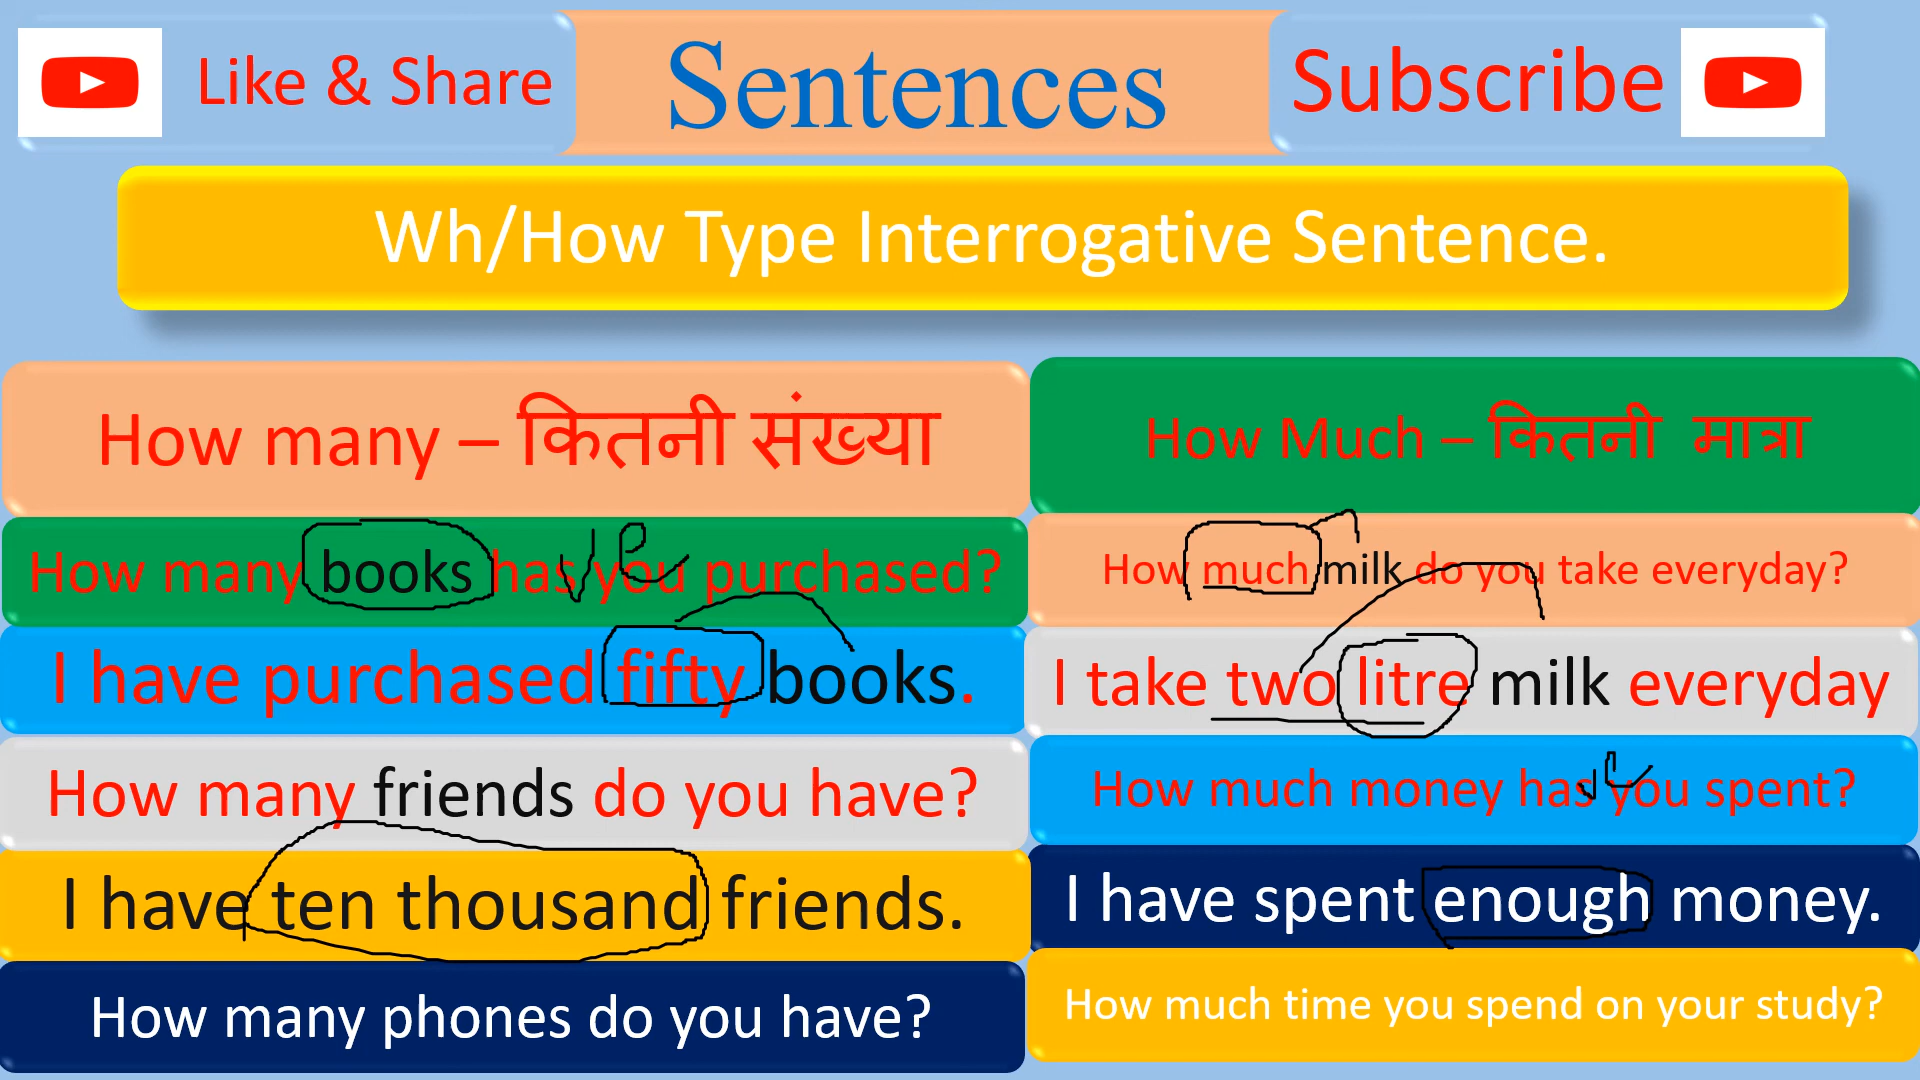 Like & Share
Sentences
Subscribe
Wh/How Type Interrogative Sentence.
How many – कितनी संख्या
How many books has you purchased?
ve
I have purchased fifty books.
How many friends do you have?
I have ten thousand friends.
How many phones do you have?
How Much – कितनी मात्रा
How much milk do you take everyday?
I take two litre milk everyday
How much money has you spent?
I have spent enough money.
How much time you spend on your study?